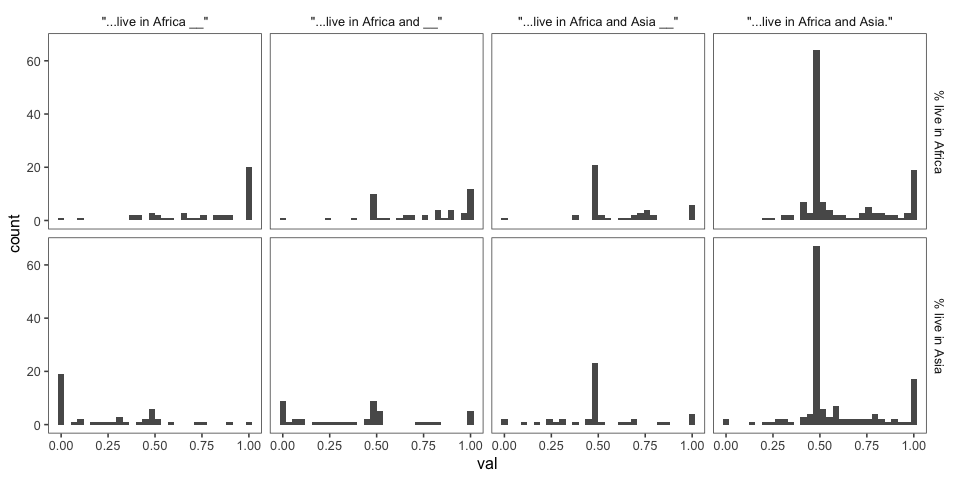 "...live in Africa __"
"...live in Africa and __"
"...live in Africa and Asia __"
"...live in Africa and Asia."
60
40
20
0
% live in Africa
count
60
40
20
0
% live in Asia
0.00 0.25 0.50 0.75 1.00
0.00 0.25 0.50 0.75 1.00
0.00 0.25 0.50 0.75 1.00
0.00 0.25 0.50 0.75 1.00
val